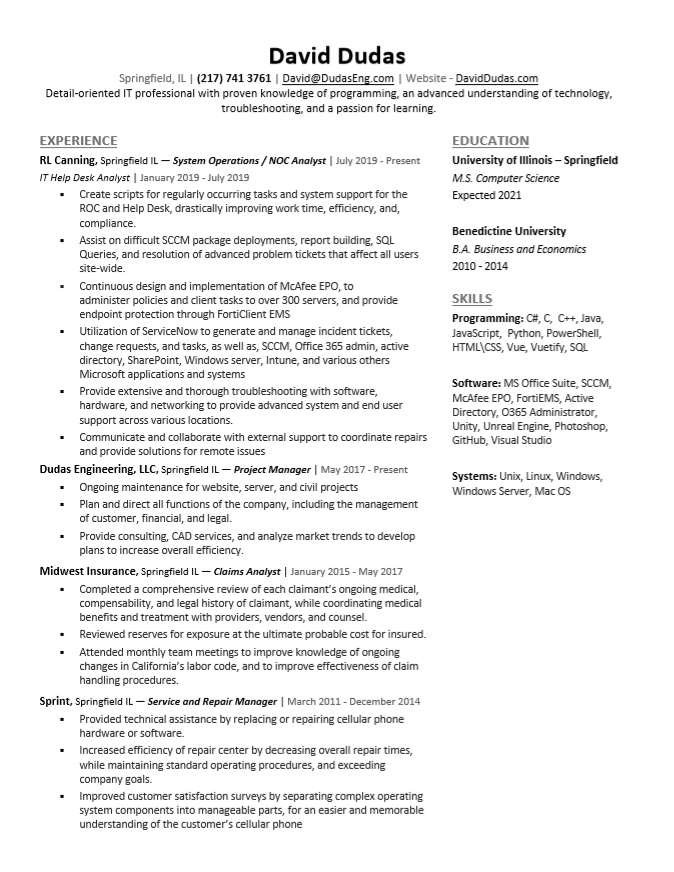 David Dudas
Springfield, IL | (217) 741 3761 | David@DudasEng.com | Website - DavidDudas.com
Detail-oriented IT professional with proven knowledge of programming, an advanced understanding of technology,
troubleshooting, and a passion for learning.
EXPERIENCE
RL Canning, Springfield IL — System Operations / NOC Analyst | July 2019 - Present
IT Help Desk Analyst | January 2019 - July 2019
▪ Create scripts for regularly occurring tasks and system support for the
ROC and Help Desk, drastically improving work time, efficiency, and,
compliance.
▪ Assist on difficult SCCM package deployments, report building, SQL
Queries, and resolution of advanced problem tickets that affect all users
site-wide.
▪ Continuous design and implementation of McAfee EPO, to
administer policies and client tasks to over 300 servers, and provide
endpoint protection through FortiClient EMS
▪ Utilization of ServiceNow to generate and manage incident tickets,
change requests, and tasks, as well as, SCCM, Office 365 admin, active
directory, SharePoint, Windows server, Intune, and various others
Microsoft applications and systems
▪ Provide extensive and thorough troubleshooting with software,
hardware, and networking to provide advanced system and end user
support across various locations.
▪ Communicate and collaborate with external support to coordinate repairs
and provide solutions for remote issues
Dudas Engineering, LLC, Springfield IL — Project Manager | May 2017 - Present
▪ Ongoing maintenance for website, server, and civil projects
▪ Plan and direct all functions of the company, including the management
of customer, financial, and legal.
▪ Provide consulting, CAD services, and analyze market trends to develop
plans to increase overall efficiency.
Midwest Insurance, Springfield IL — Claims Analyst | January 2015 - May 2017
▪ Completed a comprehensive review of each claimant's ongoing medical,
compensability, and legal history of claimant, while coordinating medical
benefits and treatment with providers, vendors, and counsel.
▪ Reviewed reserves for exposure at the ultimate probable cost for insured.
▪ Attended monthly team meetings to improve knowledge of ongoing
changes in California's labor code, and to improve effectiveness of claim
handling procedures.
Sprint, Springfield IL — Service and Repair Manager | March 2011 - December 2014
▪ Provided technical assistance by replacing or repairing cellular phone
hardware or software.
▪ Increased efficiency of repair center by decreasing overall repair times,
while maintaining standard operating procedures, and exceeding
company goals.
▪ Improved customer satisfaction surveys by separating complex operating
system components into manageable parts, for an easier and memorable
understanding of the customer's cellular phone
EDUCATION
University of Illinois – Springfield
M.S. Computer Science
Expected 2021
Benedictine University
B.A. Business and Economics
2010 - 2014
SKILLS
Programming: C#, C, C++, Java,
JavaScript, Python, PowerShell,
HTML\CSS, Vue, Vuetify, SQL
Software: MS Office Suite, SCCM,
McAfee EPO, FortiEMS, Active
Directory, O365 Administrator,
Unity, Unreal Engine, Photoshop,
GitHub, Visual Studio
Systems: Unix, Linux, Windows,
Windows Server, Mac OS